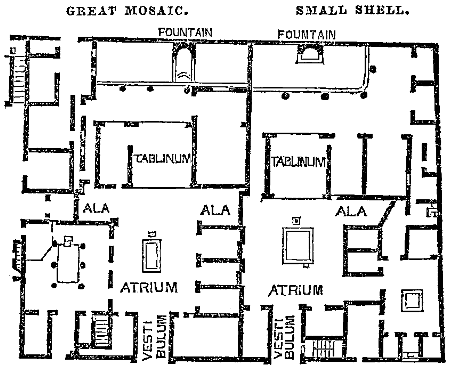 GREAT MOSAIC. SMALL SHELL.
FOUNTAIN FOUNTAIN
TABLINUM TABLINUM
ALA ALA ALA
ATRIUM ATRIUM
VESTI
BULUM
VESTI
BULUM